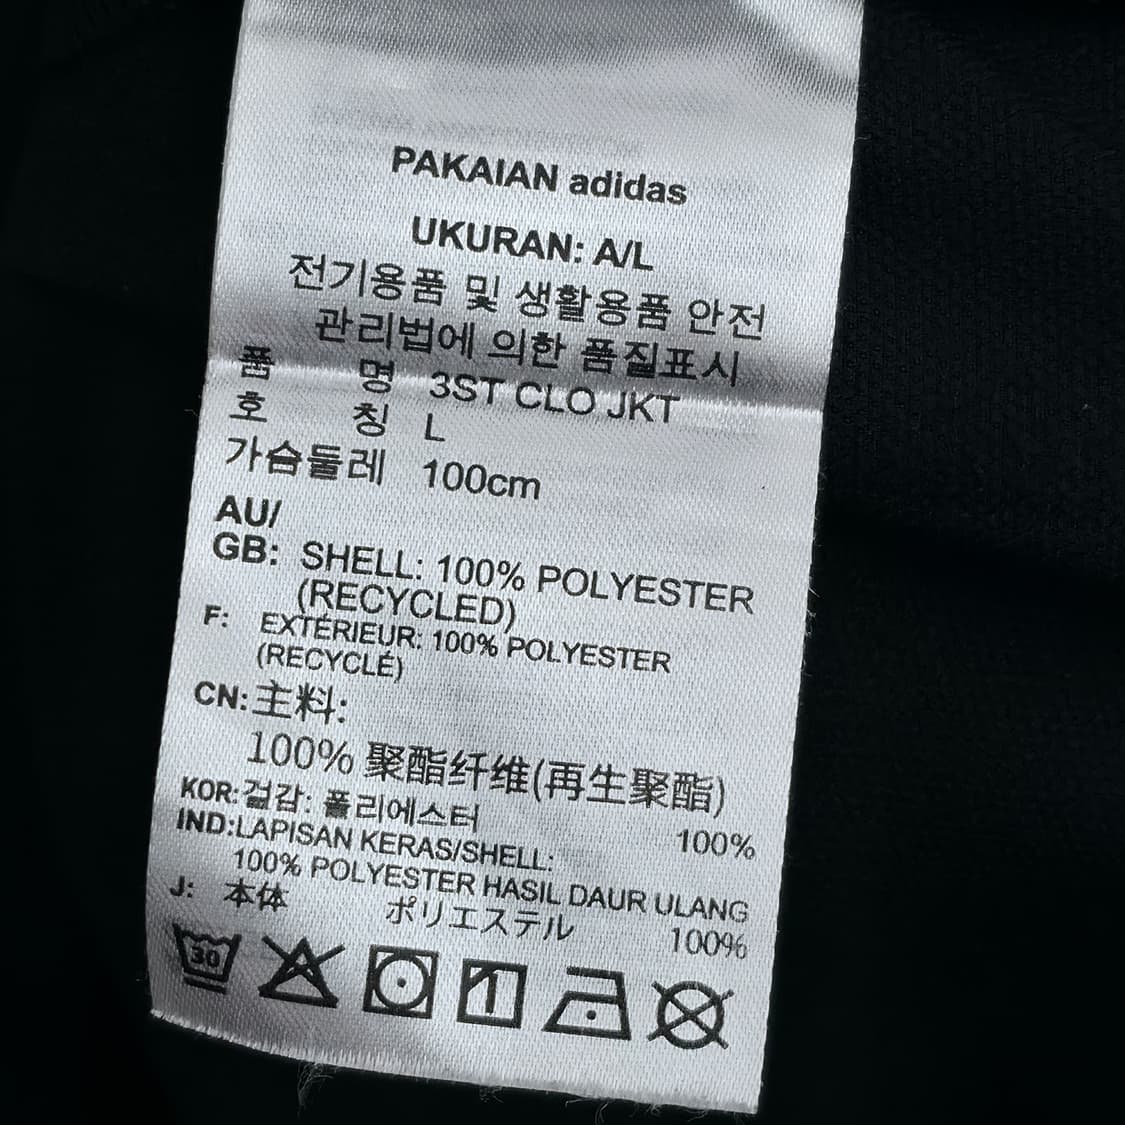 PAKAIAN adidas
UKURAN: A/L
전기용품 및 생활용품 안전
관리법에 의한 품질표시
품 명 3ST CLO JKT
호 칭 L
가슴둘레 100cm
AU/
GB: SHELL: 100% POLYESTER
(RECYCLED)
F: EXTÉRIEUR: 100% POLYESTER
(RECYCLÉ)
CN: 主料:
100% 聚酯纤维(再生聚酯)
KOR: 겉감: 폴리에스터 100%
IND: LAPISAN KERAS/SHELL:
100% POLYESTER HASIL DAUR ULANG
J: 本体 ポリエステル 100%
30